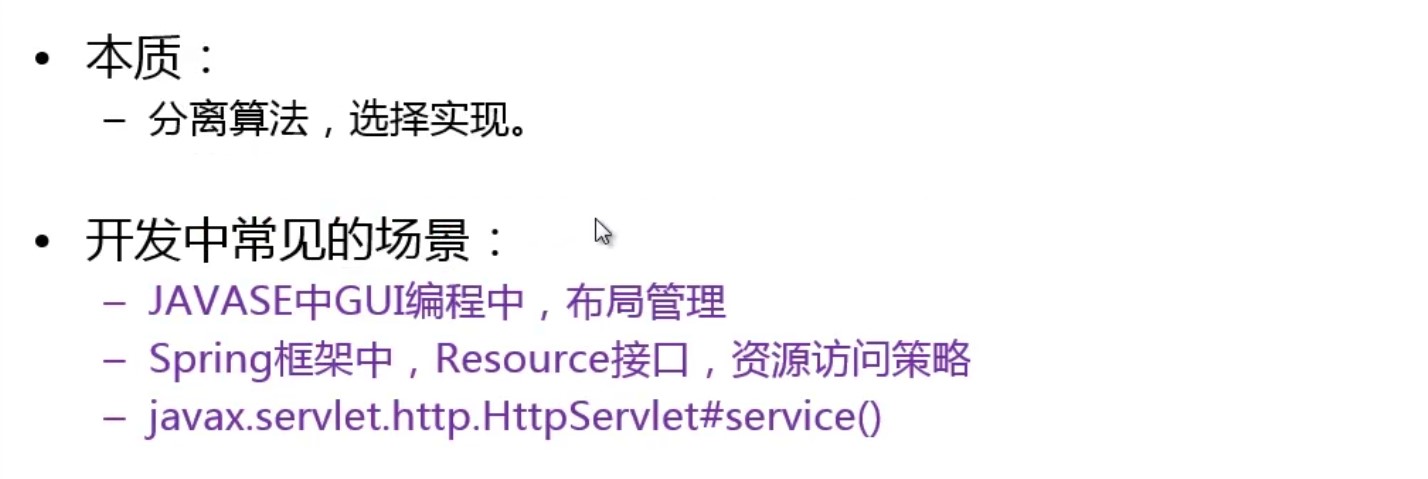 • 本质：
– 分离算法，选择实现。
• 开发中常见的场景：
– JAVASE中GUI编程中，布局管理
– Spring框架中，Resource接口，资源访问策略
– javax.servlet.http.HttpServlet#service()